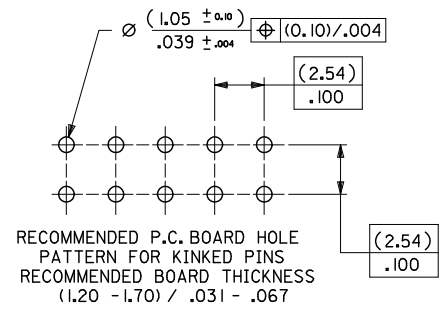 ⌀ (1.05 ±0.10) ⌖ (0.10)/.004
.039 ±.004
(2.54)
.100
(2.54)
.100
RECOMMENDED P.C. BOARD HOLE
PATTERN FOR KINKED PINS
RECOMMENDED BOARD THICKNESS
(1.20 -1.70) / .031 - .067